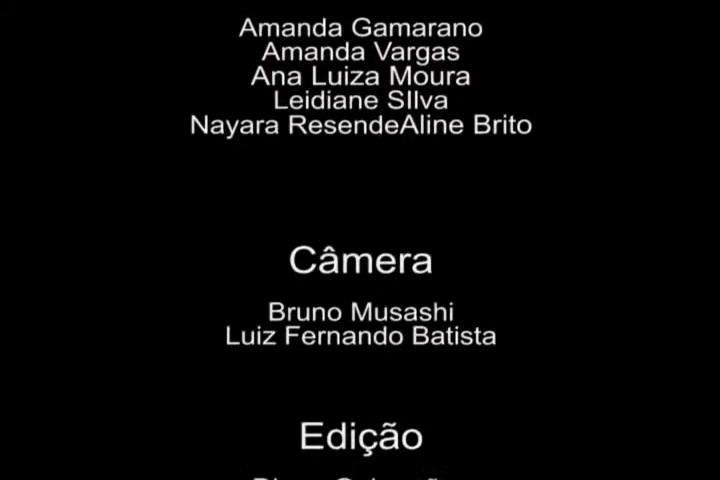 Amanda Gamarano
Amanda Vargas
Ana Luiza Moura
Leidiane SIlva
Nayara ResendeAline Brito
Câmera
Bruno Musashi
Luiz Fernando Batista
Edição